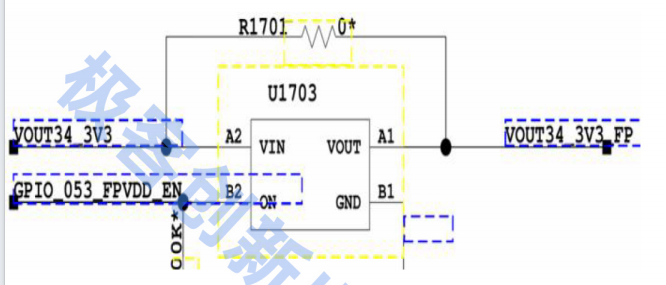 R1701 0*
U1703
VOUT34_3V3 A2 VIN VOUT A1 VOUT34_3V3_FP
GPIO_053_FPVDD_EN B2 ON GND B1
00K*
极客创新